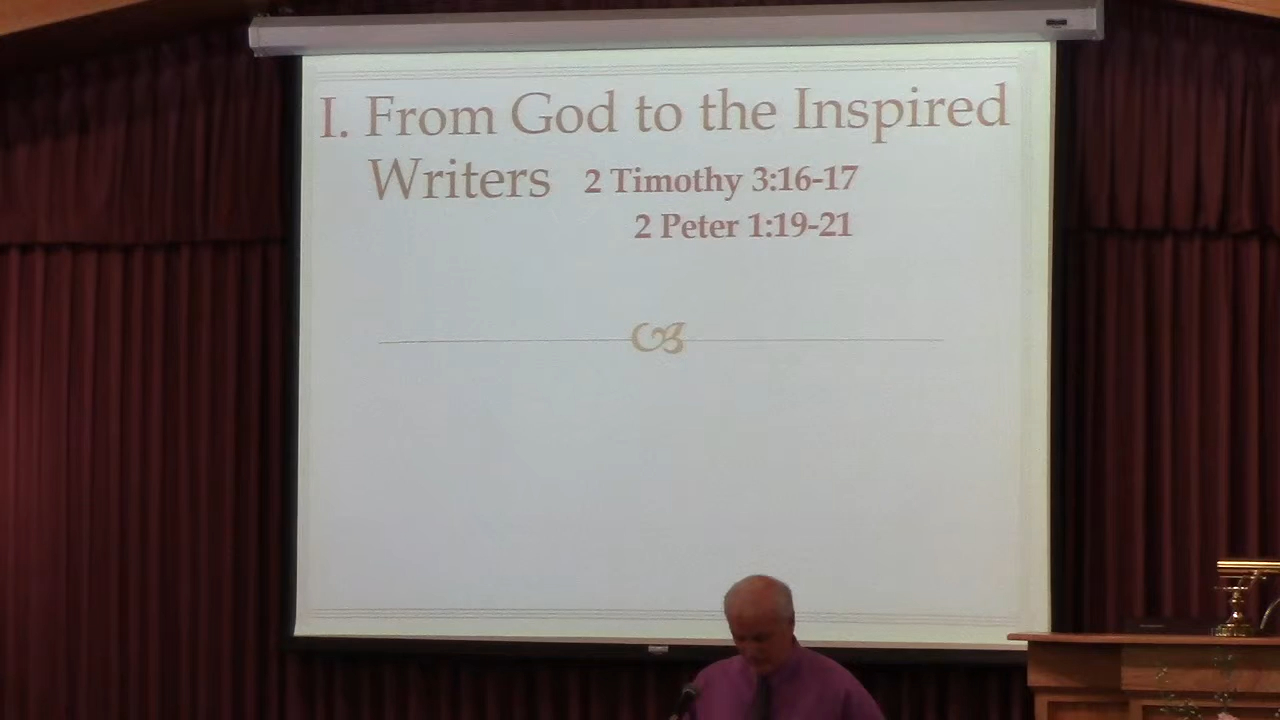 I. From God to the Inspired
Writers 2 Timothy 3:16-17
2 Peter 1:19-21